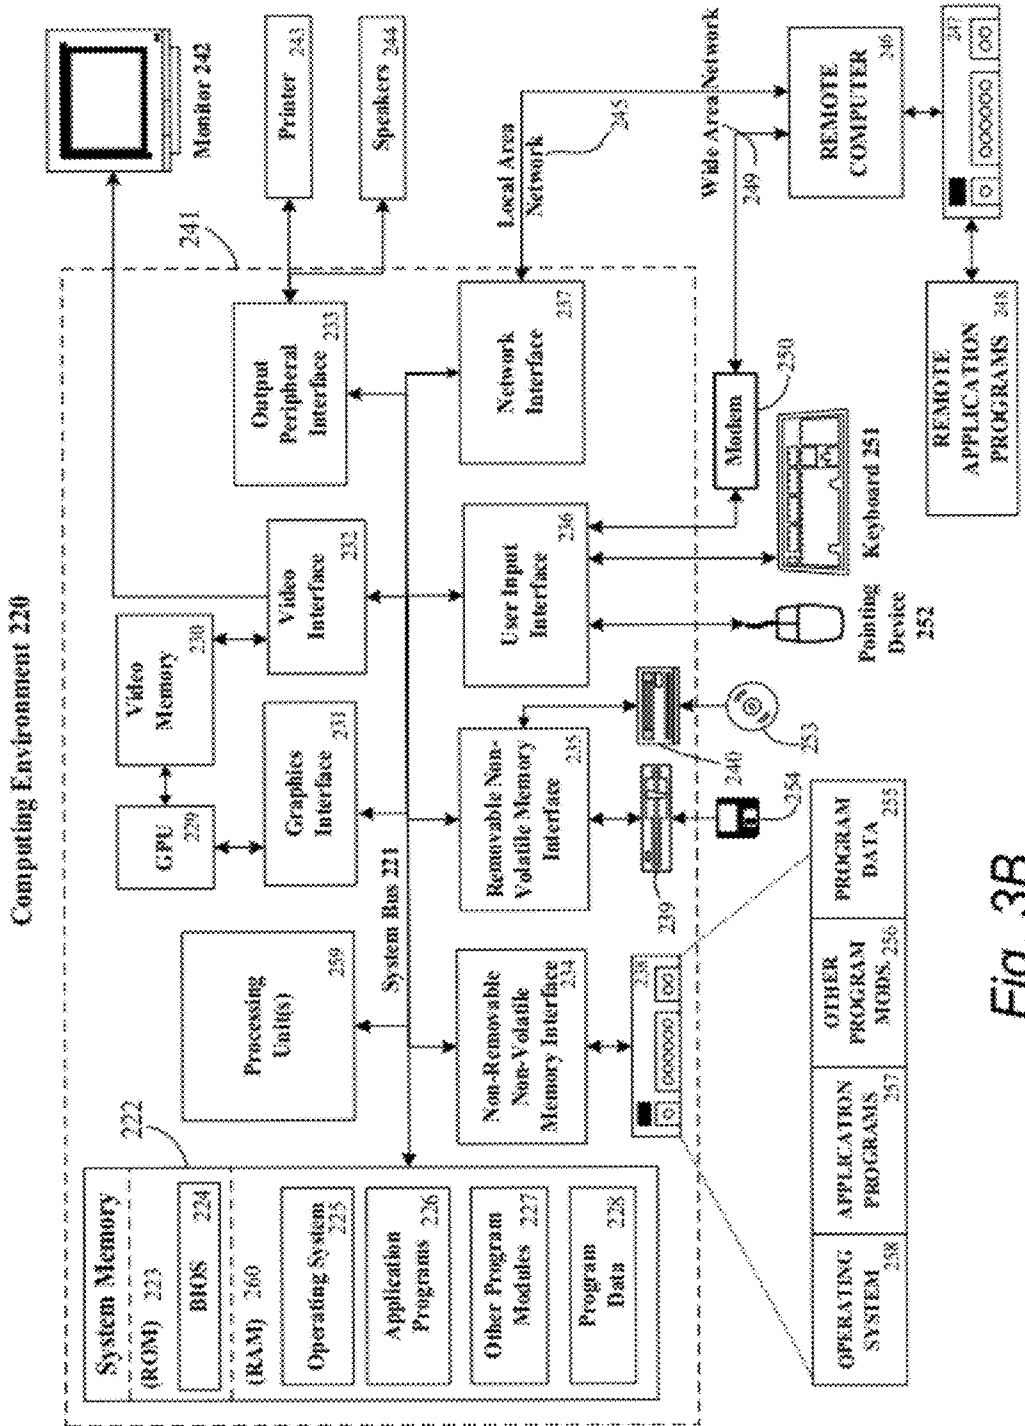 Computing Environment 220
System Memory
222
(ROM) 223
BIOS 224
(RAM) 260
Operating System 225
Application
Programs 226
Other Program
Modules 227
Program
Data 228
Processing
Unit(s)
259
System Bus 221
GPU
229
Video
Memory
230
Graphics
Interface
231
Video
Interface
232
Output
Peripheral
Interface
233
241
Monitor 242
Printer 243
Speakers 244
Non-Removable
Non-Volatile
Memory Interface
234
Removable Non-
Volatile Memory
Interface
235
User Input
Interface
236
Network
Interface
237
Local Area
Network
245
Wide Area Network
249
Modem
250
238
239
240
254
253
Pointing
Device
252
Keyboard 251
REMOTE
COMPUTER
246
247
REMOTE
APPLICATION
PROGRAMS
248
OPERATING
SYSTEM
258
APPLICATION
PROGRAMS
257
OTHER
PROGRAM
MODS.
256
PROGRAM
DATA
255
Fig. 3B